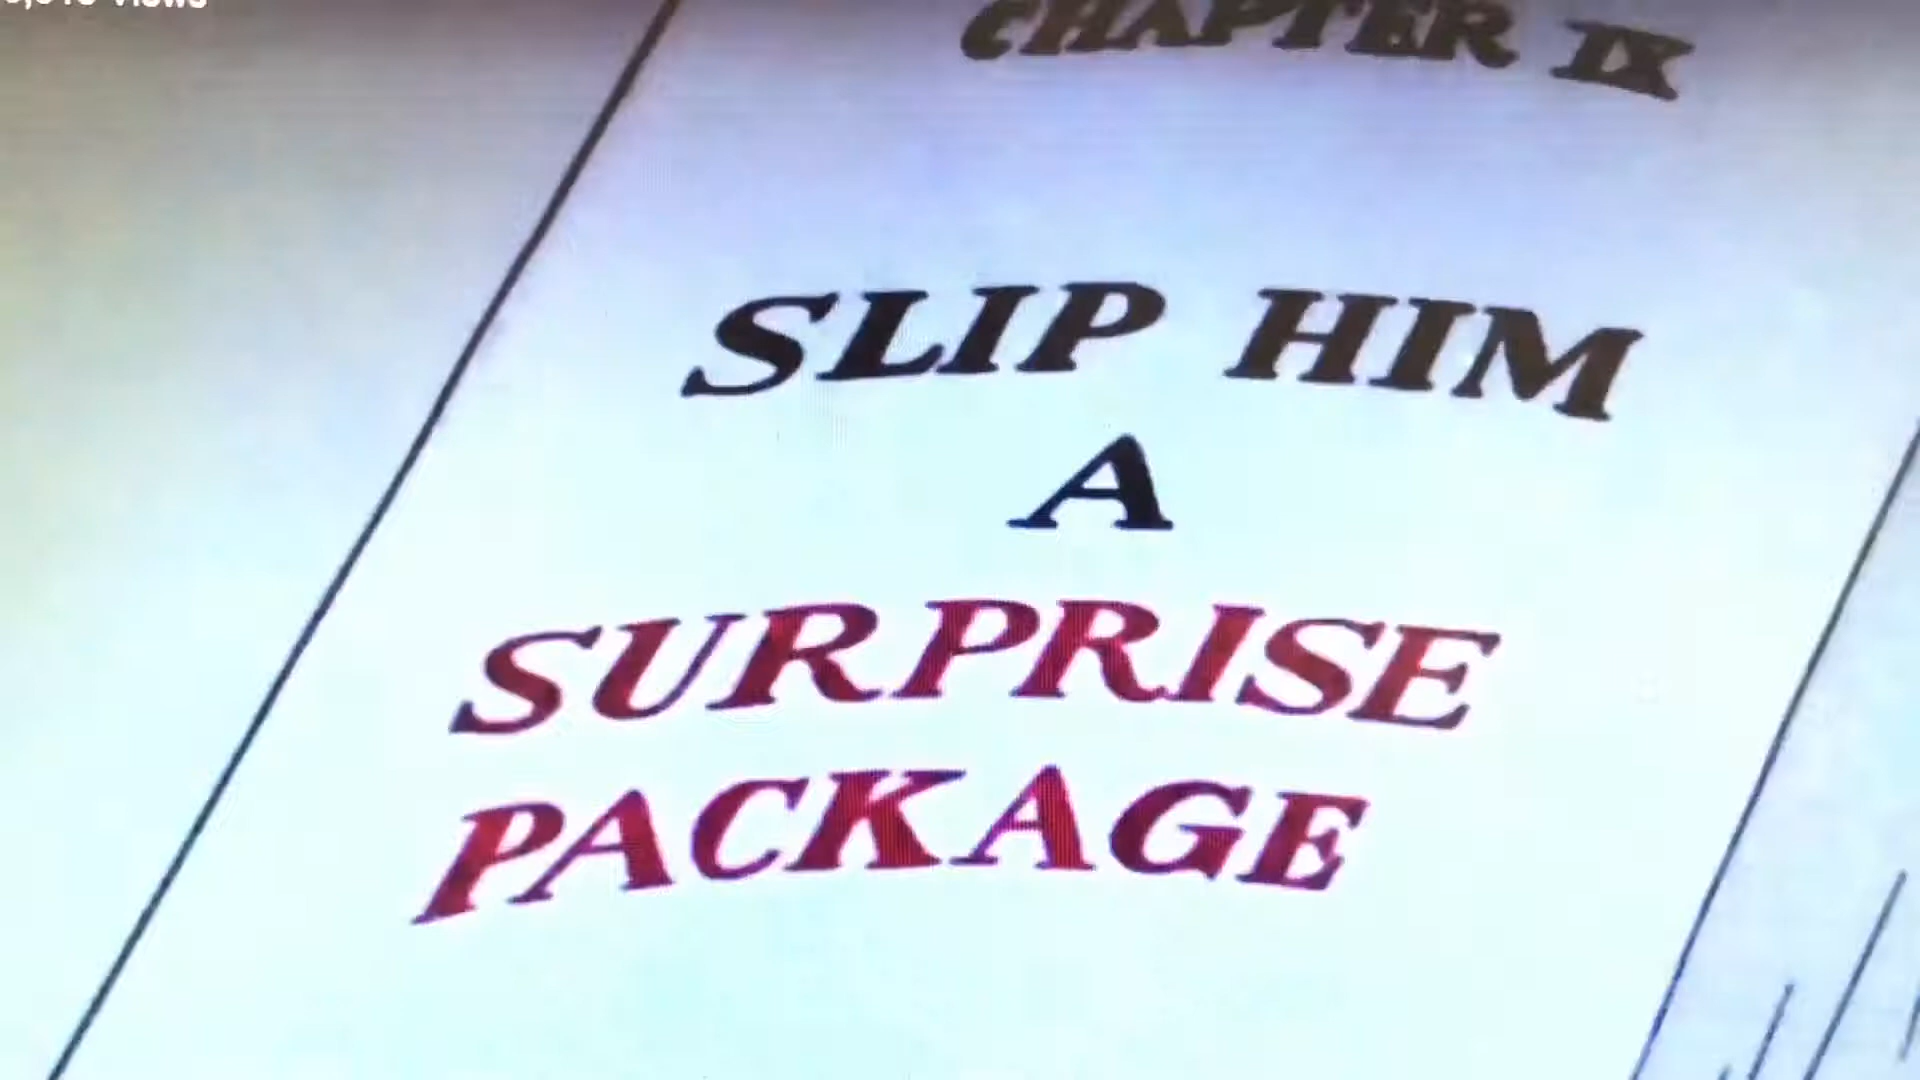 CHAPTER IX
SLIP HIM
A
SURPRISE
PACKAGE